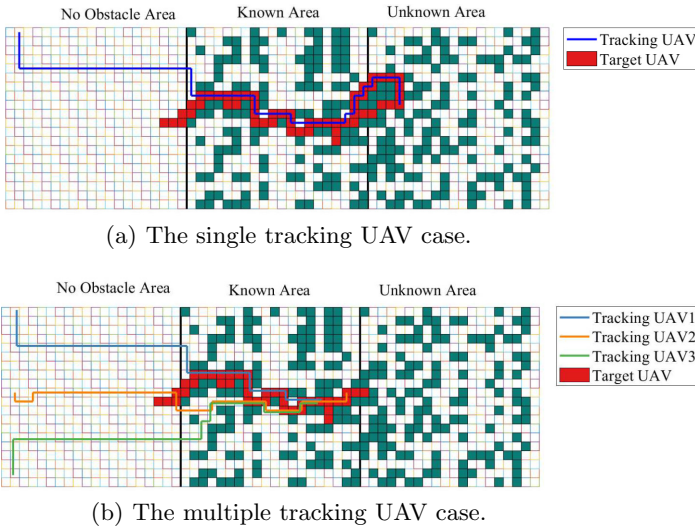 No Obstacle Area Known Area Unknown Area
Tracking UAV
Target UAV
(a) The single tracking UAV case.
No Obstacle Area Known Area Unknown Area
Tracking UAV1
Tracking UAV2
Tracking UAV3
Target UAV
(b) The multiple tracking UAV case.